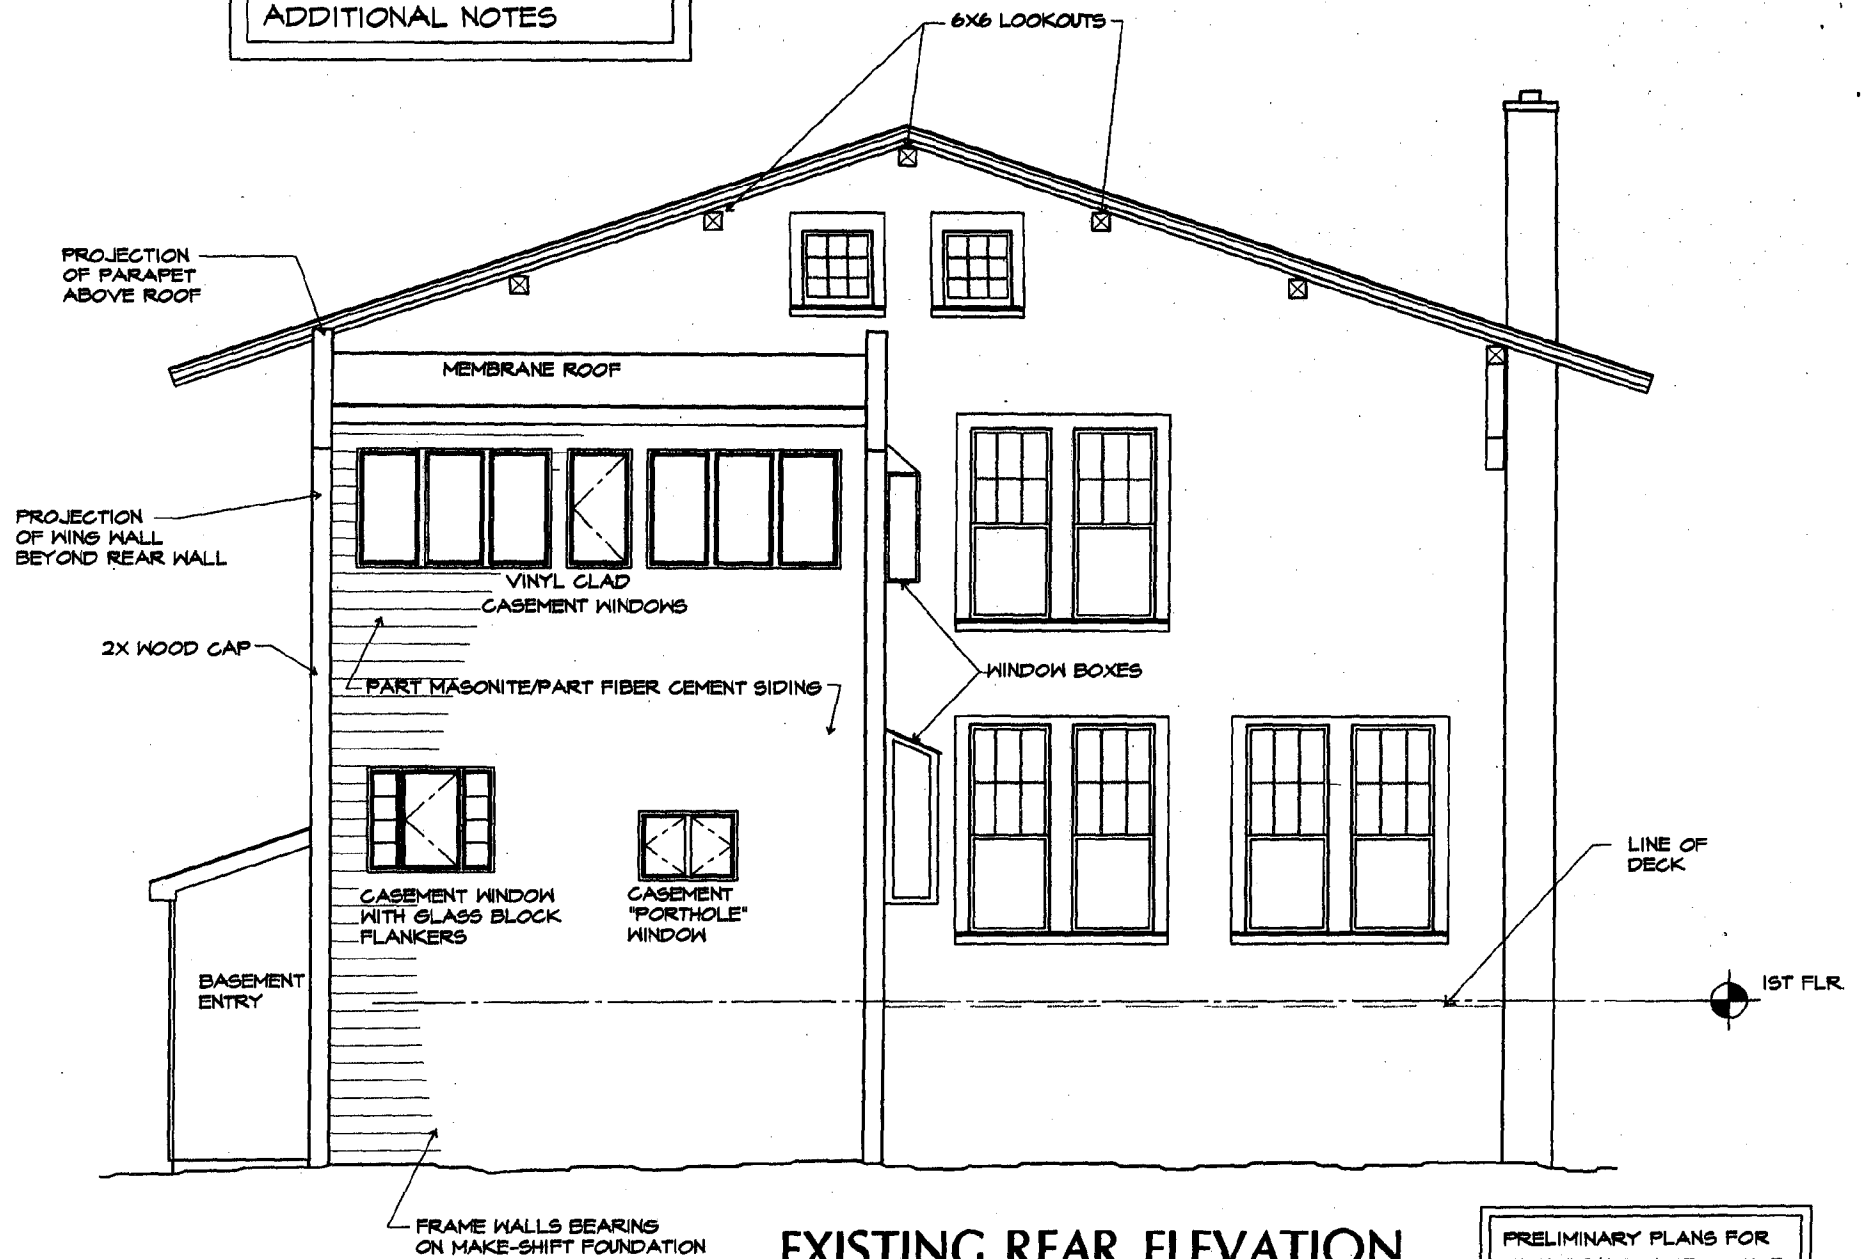 ADDITIONAL NOTES
6X6 LOOKOUTS
PROJECTION
OF PARAPET
ABOVE ROOF
MEMBRANE ROOF
PROJECTION
OF WING WALL
BEYOND REAR WALL
VINYL CLAD
CASEMENT WINDOWS
2X WOOD CAP
WINDOW BOXES
PART MASONITE/PART FIBER CEMENT SIDING
LINE OF
DECK
CASEMENT WINDOW
WITH GLASS BLOCK
FLANKERS
CASEMENT
"PORTHOLE"
WINDOW
BASEMENT
ENTRY
1ST FLR.
FRAME WALLS BEARING
ON MAKE-SHIFT FOUNDATION
EXISTING REAR ELEVATION
PRELIMINARY PLANS FOR